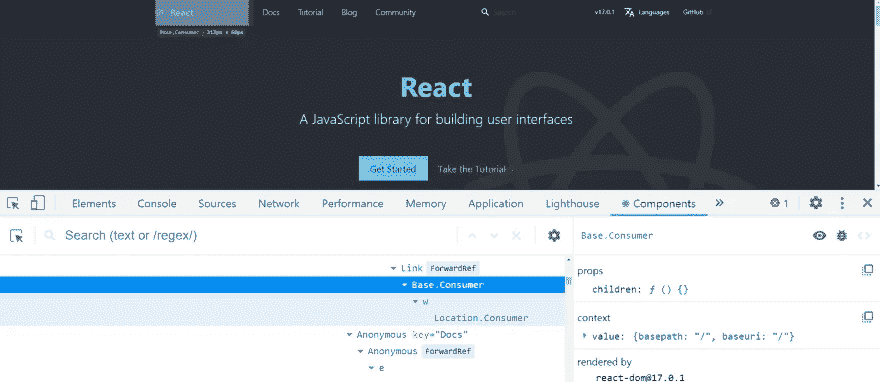 React Docs Tutorial Blog Community Search v17.0.1 Languages GitHub
Base.Consumer
React
A JavaScript library for building user interfaces
Get Started Take the Tutorial
Elements Console Sources Network Performance Memory Application Lighthouse Components 1
Search (text or /regex/)
Base.Consumer
Link ForwardRef
Base.Consumer
w
Location.Consumer
Anonymous key="Docs"
Anonymous ForwardRef
e
props
children: ƒ () {}
context
value: {basepath: "/", baseuri: "/"}
rendered by
react-dom@17.0.1